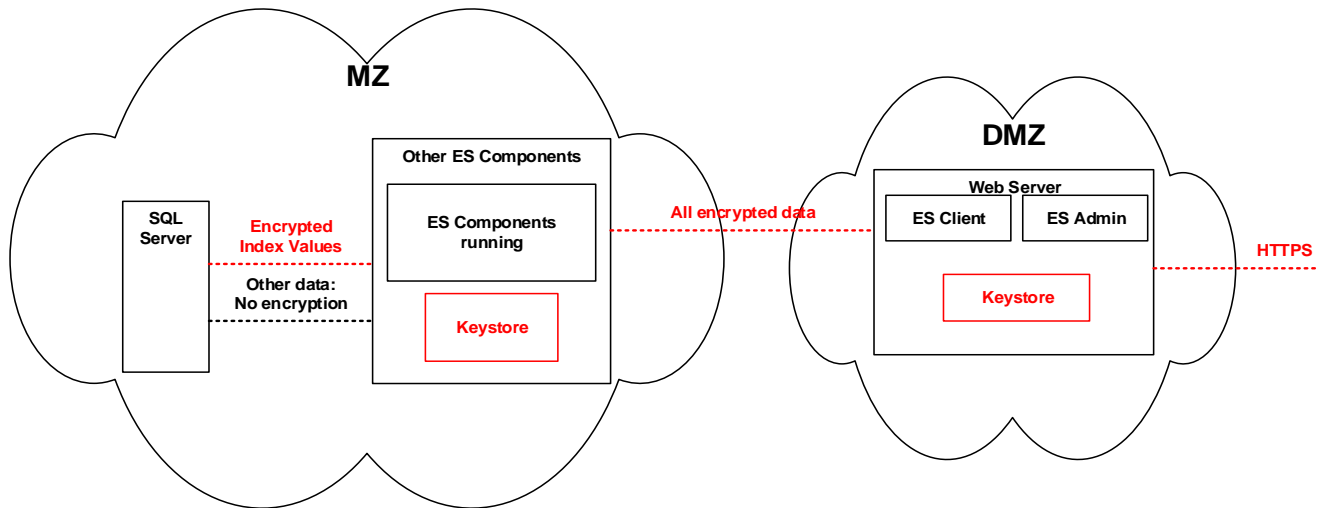 MZ
SQL
Server
Encrypted
Index Values
Other data:
No encryption
Other ES Components
ES Components
running
Keystore
All encrypted data
DMZ
Web Server
ES Client
ES Admin
Keystore
HTTPS